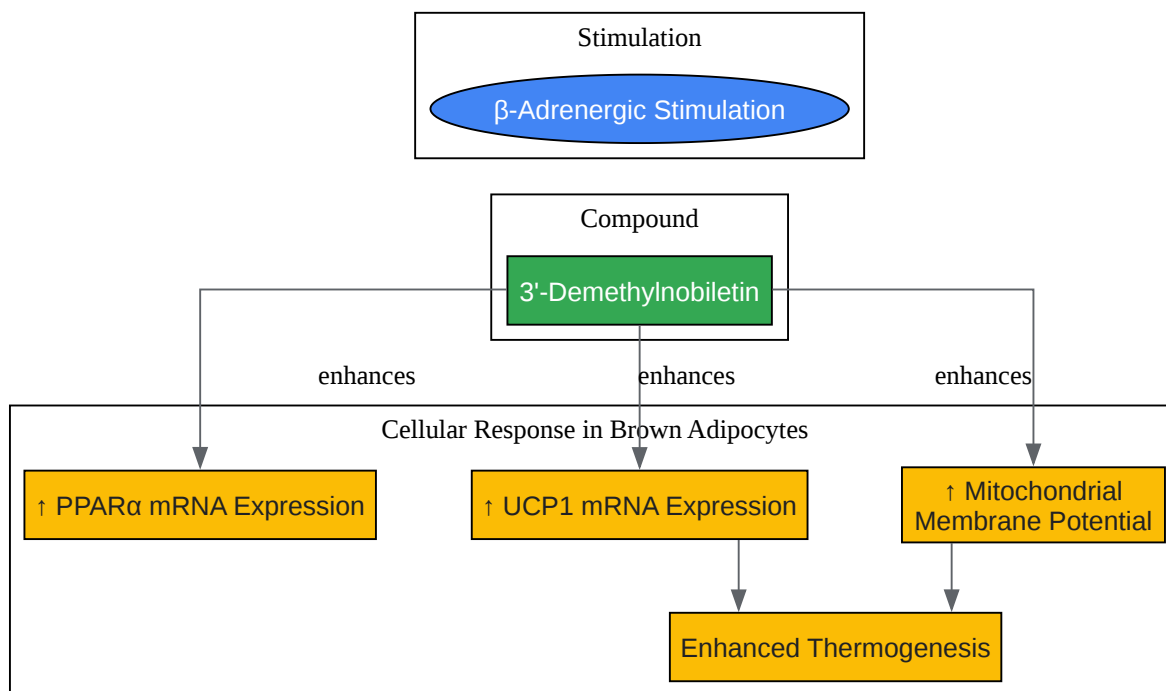 Stimulation
β-Adrenergic Stimulation
Compound
3'-Demethylnobiletin
enhances
enhances
enhances
Cellular Response in Brown Adipocytes
↑ PPARα mRNA Expression
↑ UCP1 mRNA Expression
↑ Mitochondrial
Membrane Potential
Enhanced Thermogenesis